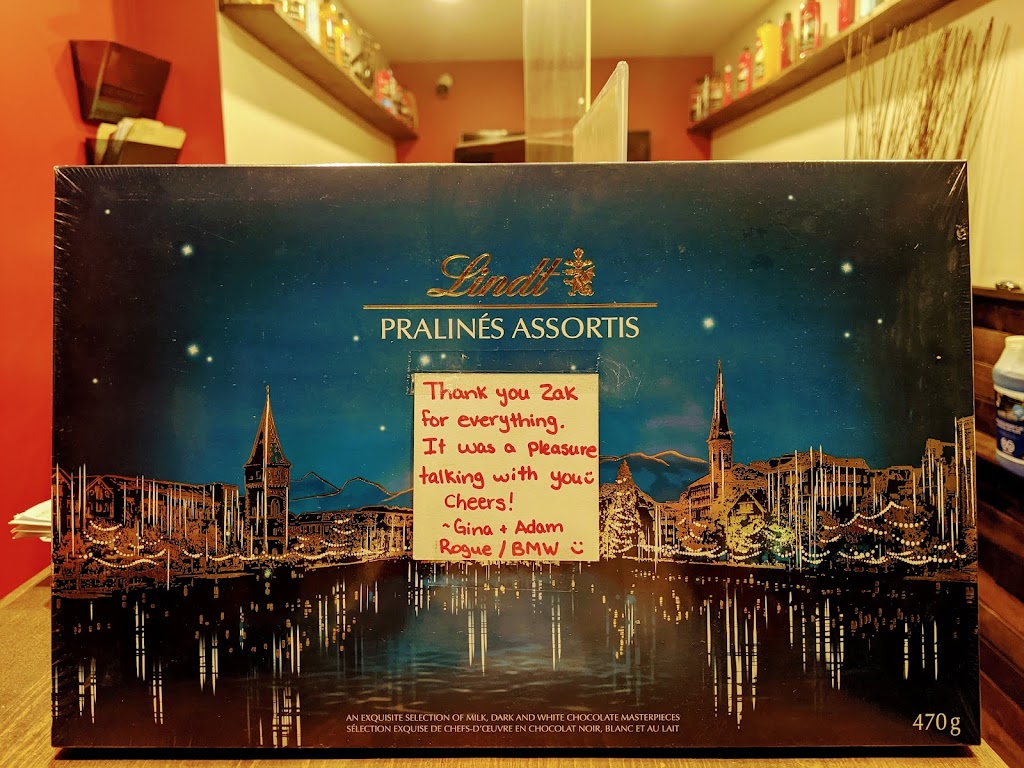 Lindt
PRALINÉS ASSORTIS
Thank you Zak
for everything.
It was a pleasure
talking with you☺
Cheers!
~Gina + Adam
Rogue / BMW ☺
AN EXQUISITE SELECTION OF MILK, DARK AND WHITE CHOCOLATE MASTERPIECES
SÉLECTION EXQUISE DE CHEFS-D'ŒUVRE EN CHOCOLAT NOIR, BLANC ET AU LAIT
470 g